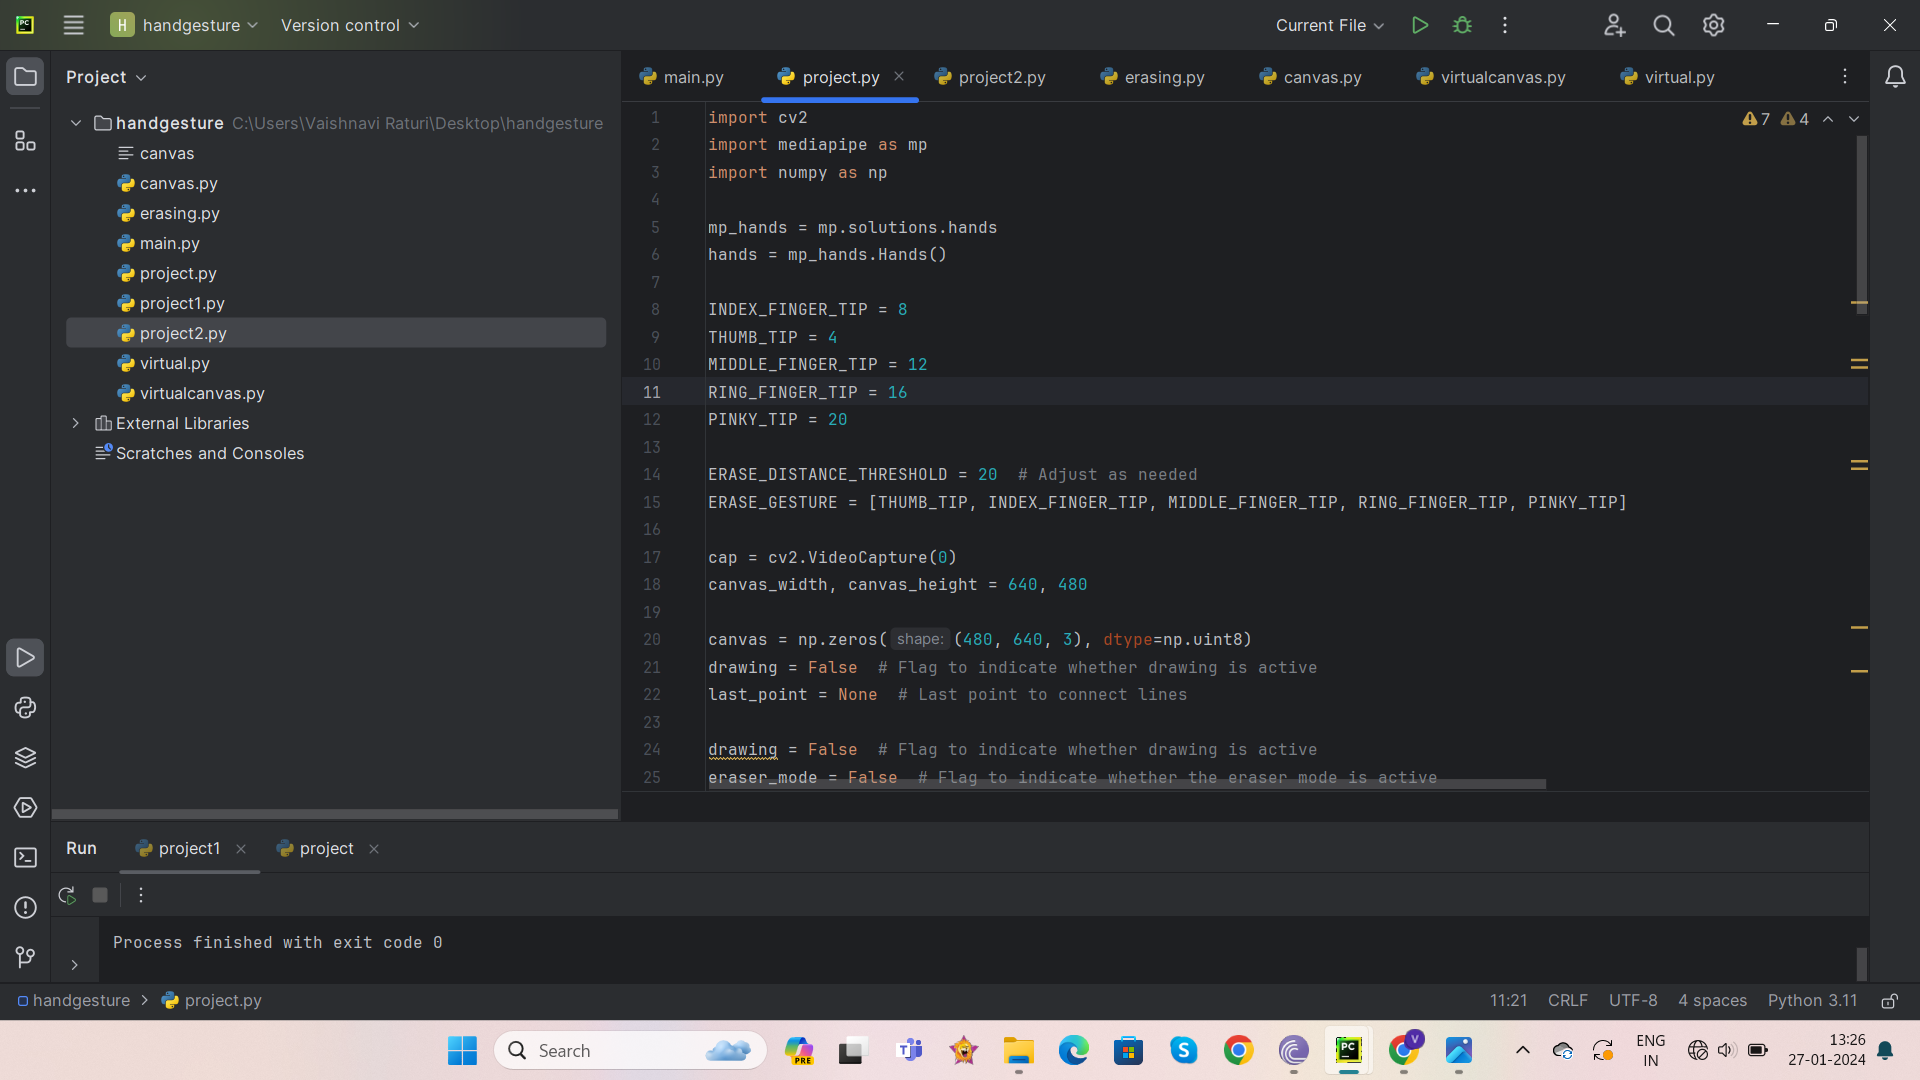 PC
H handgesture Version control
Current File
Project
main.py project.py project2.py erasing.py canvas.py virtualcanvas.py virtual.py
handgesture C:\Users\Vaishnavi Raturi\Desktop\handgesture
canvas
canvas.py
erasing.py
main.py
project.py
project1.py
project2.py
virtual.py
virtualcanvas.py
External Libraries
Scratches and Consoles
7 4
1 import cv2
2 import mediapipe as mp
3 import numpy as np
4
5 mp_hands = mp.solutions.hands
6 hands = mp_hands.Hands()
7
8 INDEX_FINGER_TIP = 8
9 THUMB_TIP = 4
10 MIDDLE_FINGER_TIP = 12
11 RING_FINGER_TIP = 16
12 PINKY_TIP = 20
13
14 ERASE_DISTANCE_THRESHOLD = 20  # Adjust as needed
15 ERASE_GESTURE = [THUMB_TIP, INDEX_FINGER_TIP, MIDDLE_FINGER_TIP, RING_FINGER_TIP, PINKY_TIP]
16
17 cap = cv2.VideoCapture(0)
18 canvas_width, canvas_height = 640, 480
19
20 canvas = np.zeros( shape: (480, 640, 3), dtype=np.uint8)
21 drawing = False  # Flag to indicate whether drawing is active
22 last_point = None  # Last point to connect lines
23
24 drawing = False  # Flag to indicate whether drawing is active
25 eraser_mode = False  # Flag to indicate whether the eraser mode is active
Run project1 project
Process finished with exit code 0
handgesture > project.py
11:21 CRLF UTF-8 4 spaces Python 3.11
Search
PRE
PC
V
ENG
IN
13:26
27-01-2024